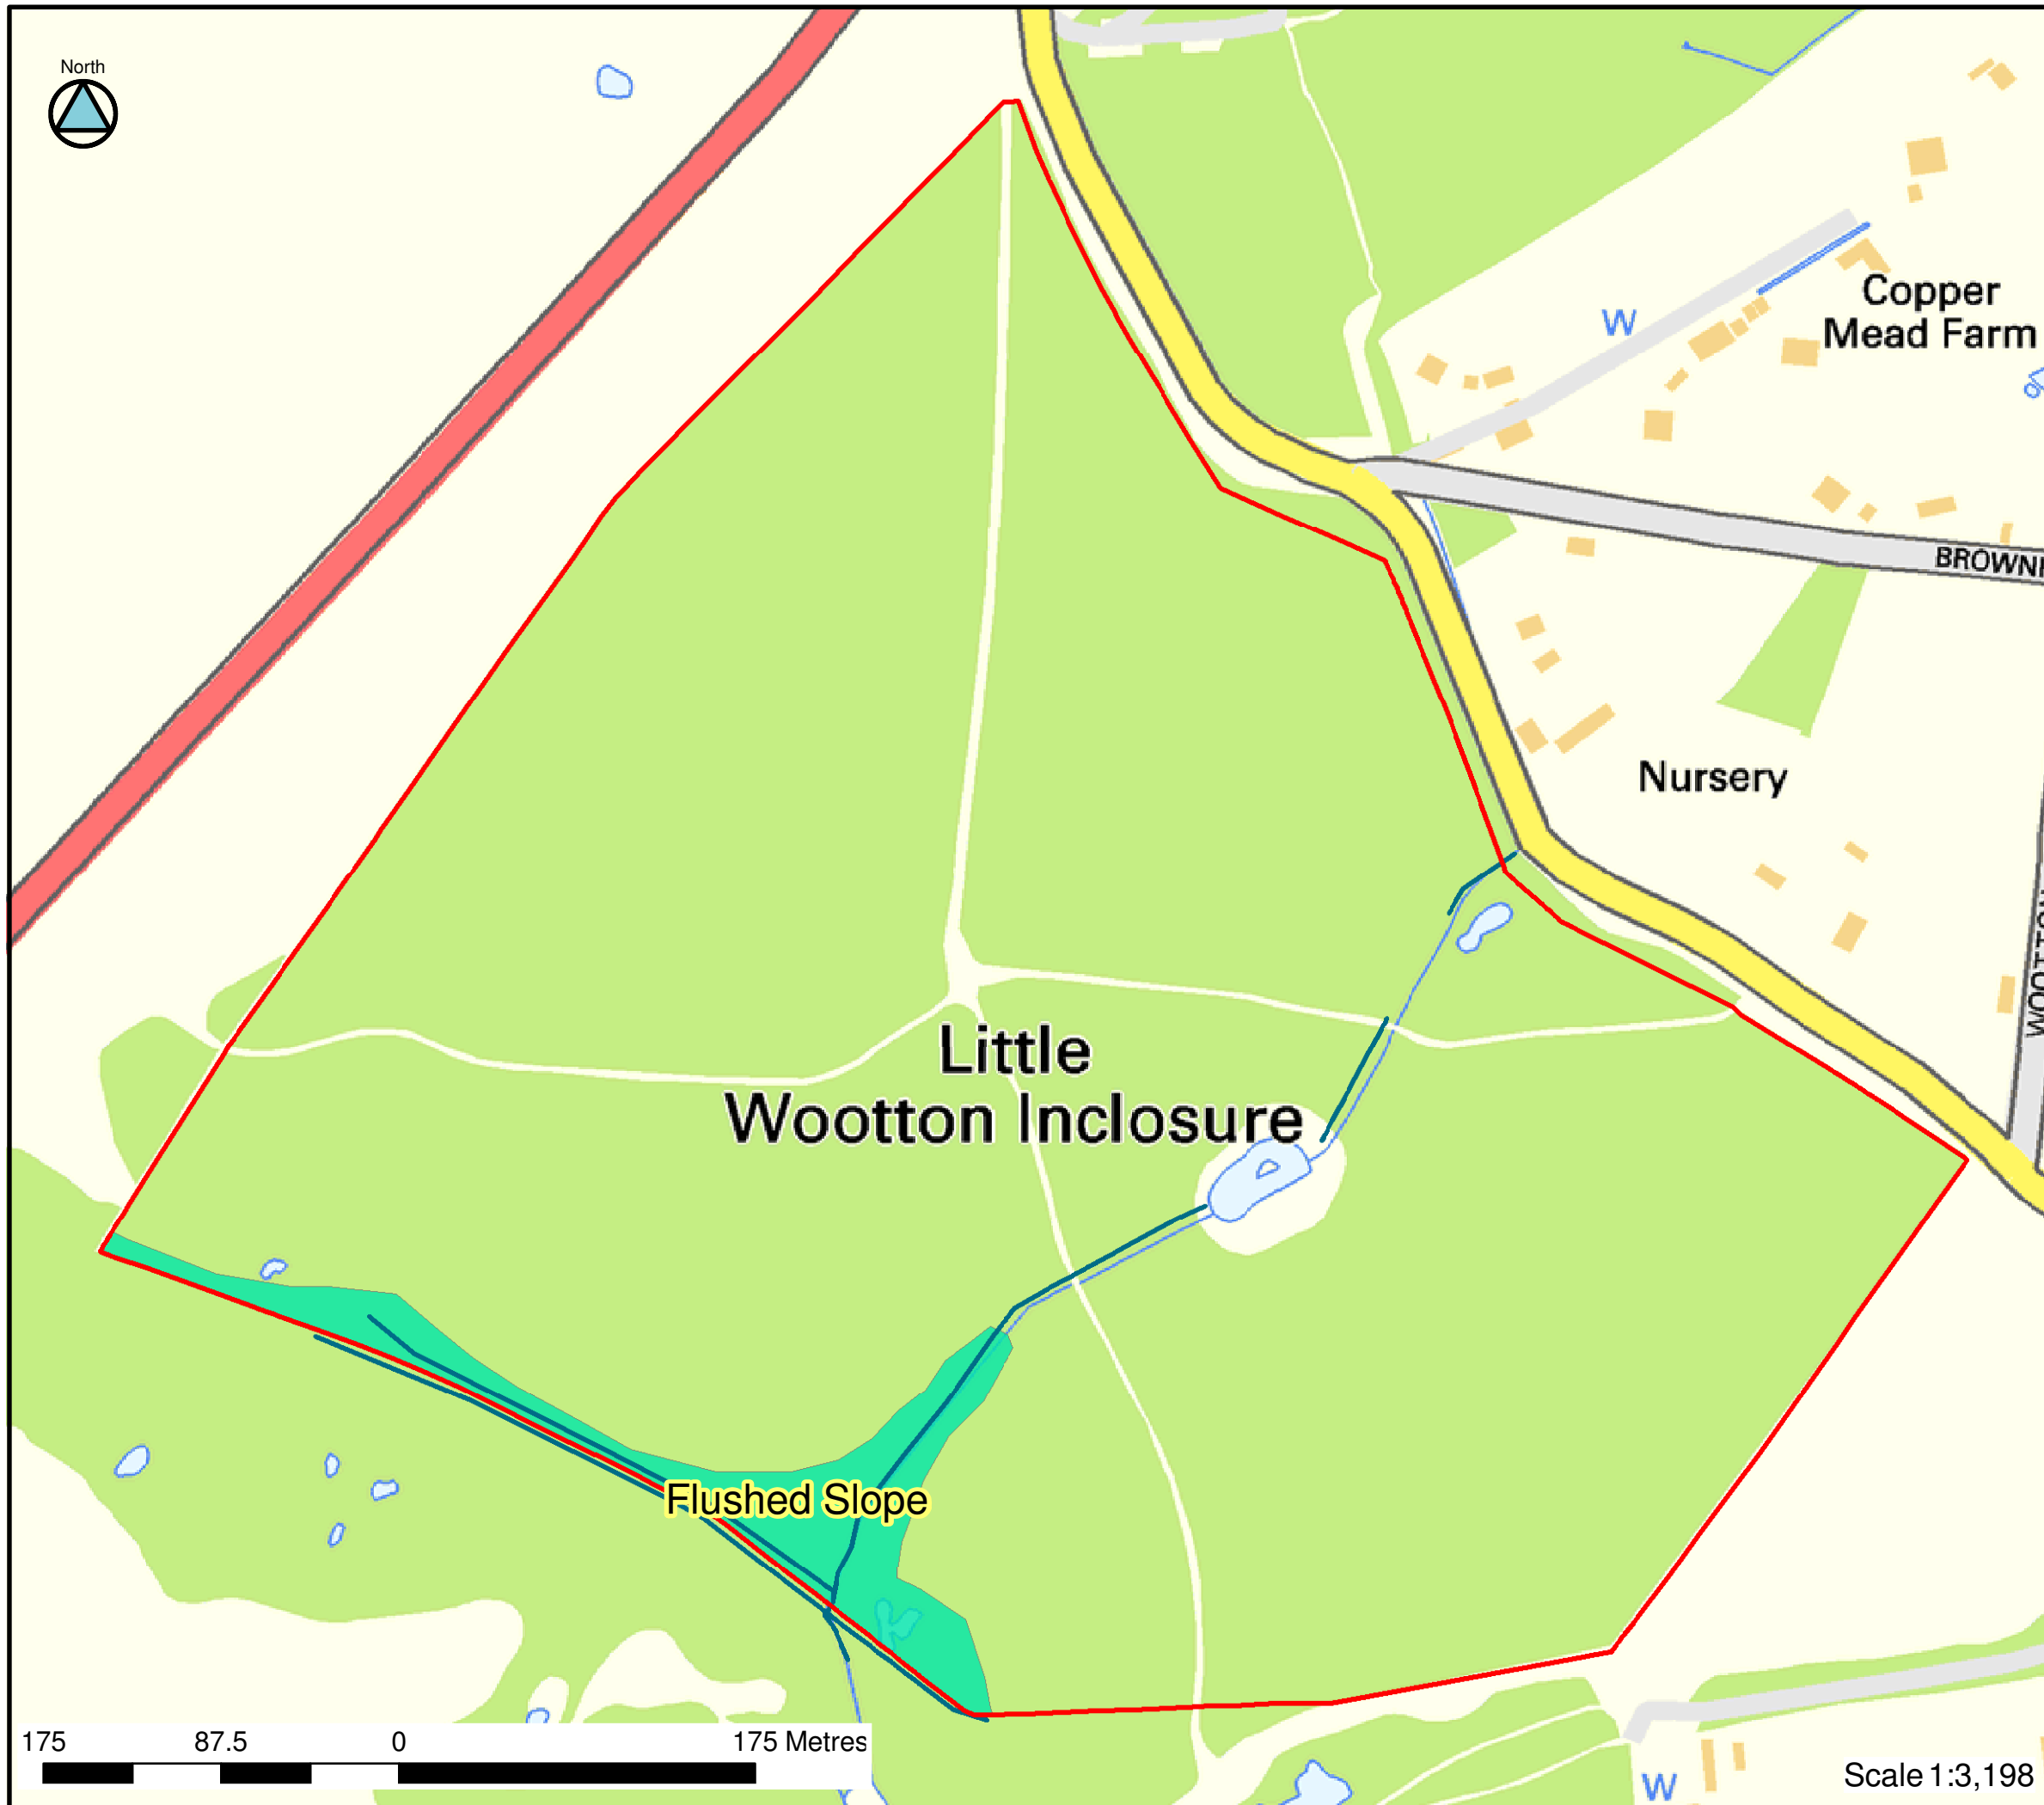 North
Copper
Mead Farm
W
Nursery
Little
Wootton Inclosure
Flushed Slope
175 87.5 0 175 Metres
W
Scale 1:3,198